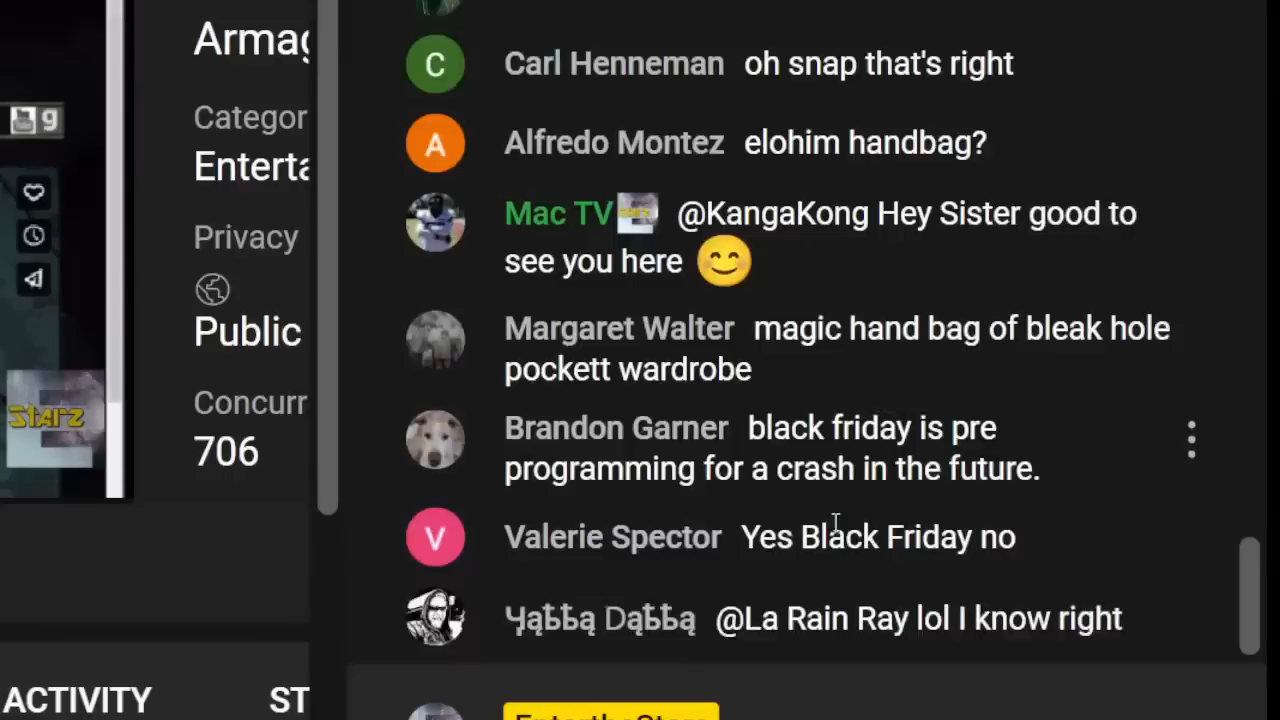 Armag
g
Categor
Enterta
Privacy
Public
Concurr
706
Starz
E
ACTIVITY
ST
C
Carl Henneman oh snap that's right
A
Alfredo Montez elohim handbag?
Mac TV @KangaKong Hey Sister good to
see you here
Margaret Walter magic hand bag of bleak hole
pockett wardrobe
Brandon Garner black friday is pre
programming for a crash in the future.
V
Valerie Spector Yes Black Friday no
Ӌąҍҍą Dąҍҍą @La Rain Ray lol I know right
EntertheStarz